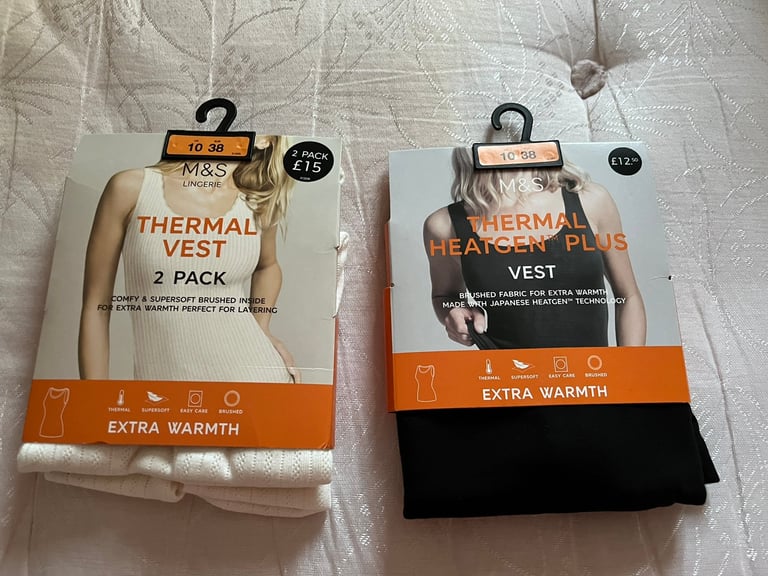 10 38
M&S
LINGERIE
2 PACK
£15
THERMAL
VEST
2 PACK
COMFY & SUPERSOFT BRUSHED INSIDE
FOR EXTRA WARMTH PERFECT FOR LAYERING
THERMAL SUPERSOFT EASY CARE BRUSHED
EXTRA WARMTH
10 38
£12.50
M&S
THERMAL
HEATGEN™ PLUS
VEST
BRUSHED FABRIC FOR EXTRA WARMTH
MADE WITH JAPANESE HEATGEN™ TECHNOLOGY
THERMAL SUPERSOFT EASY CARE BRUSHED
EXTRA WARMTH